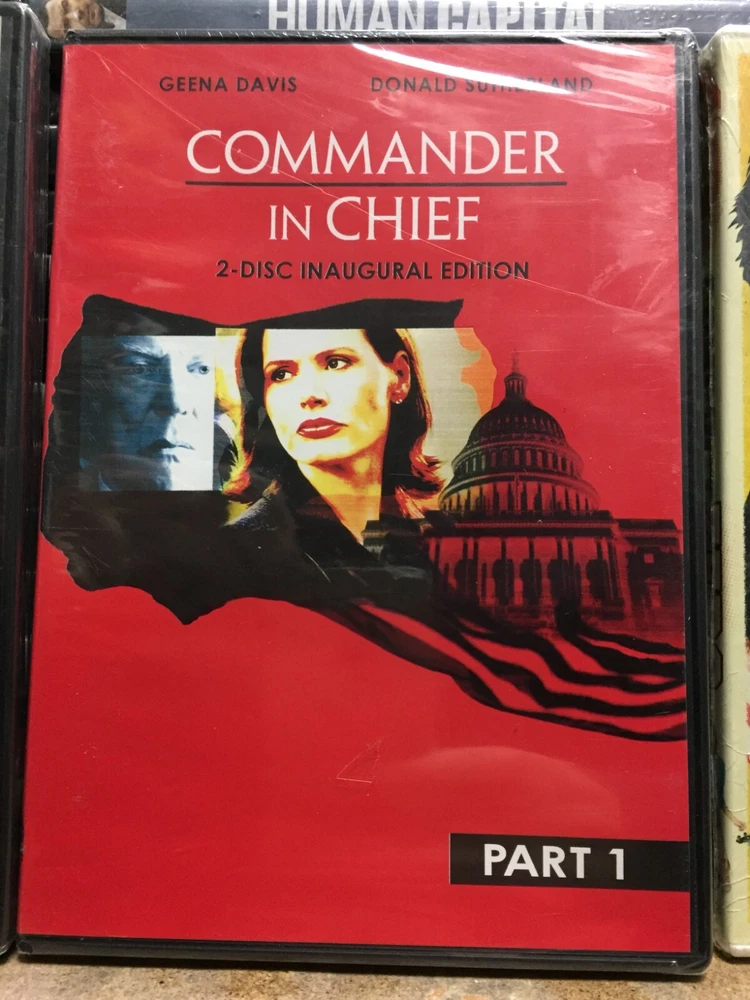 HUMAN CAPITAL
GEENA DAVIS DONALD SUTHERLAND
COMMANDER
IN CHIEF
2-DISC INAUGURAL EDITION
PART 1